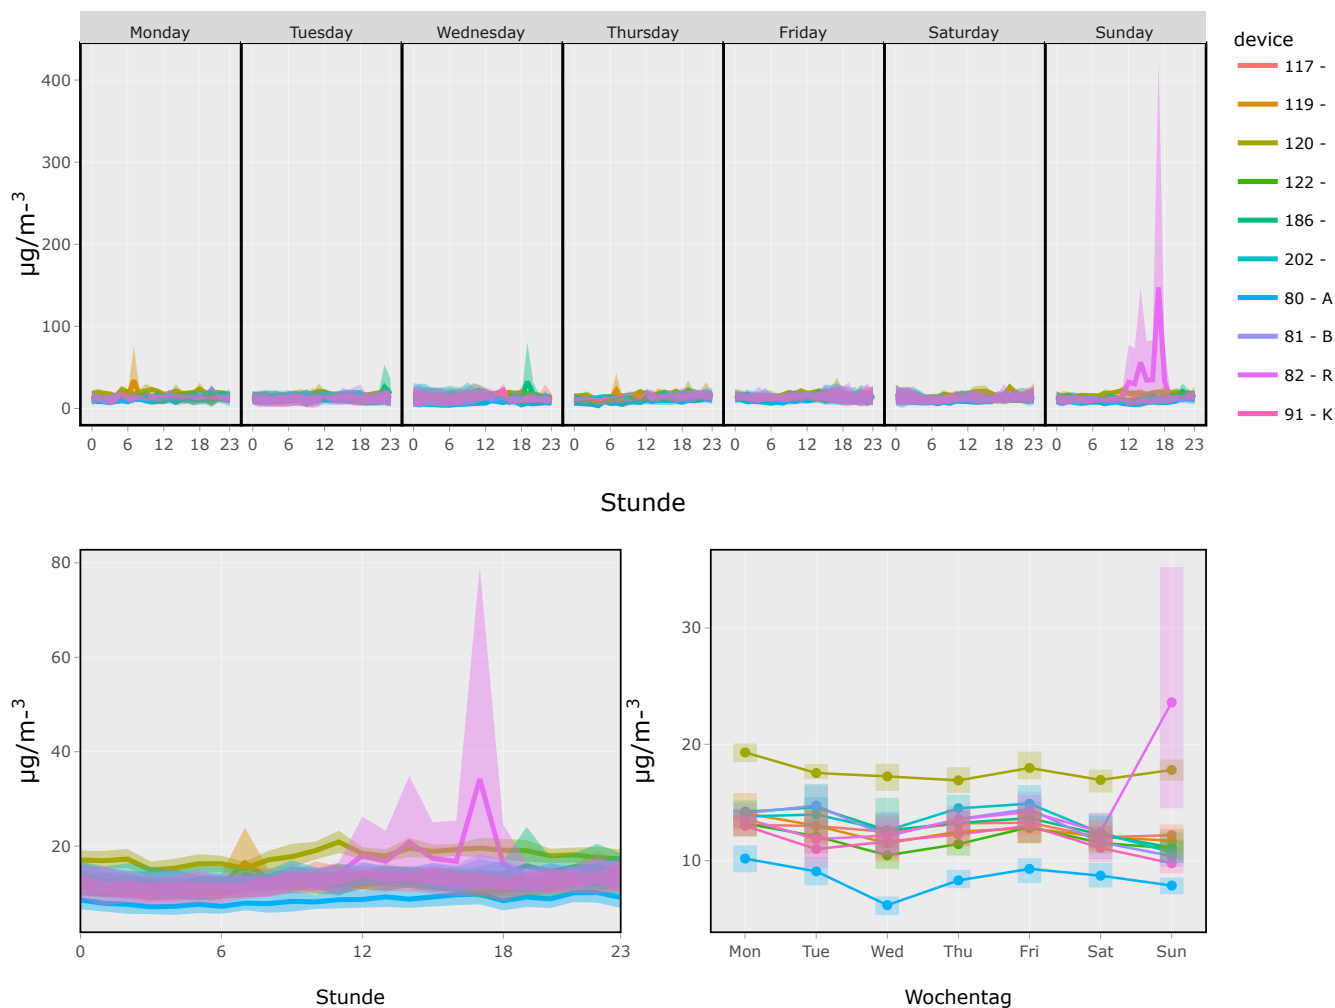 Monday Tuesday Wednesday Thursday Friday Saturday Sunday
device
117 -
119 -
120 -
122 -
186 -
202 -
80 - A
81 - B
82 - R
91 - K
µg/m-³
400
300
200
100
0
0 6 12 18 23 0 6 12 18 23 0 6 12 18 23 0 6 12 18 23 0 6 12 18 23 0 6 12 18 23 0 6 12 18 23
Stunde
µg/m-³
80
60
40
20
0 6 12 18 23
Stunde
µg/m-³
30
20
10
Mon Tue Wed Thu Fri Sat Sun
Wochentag